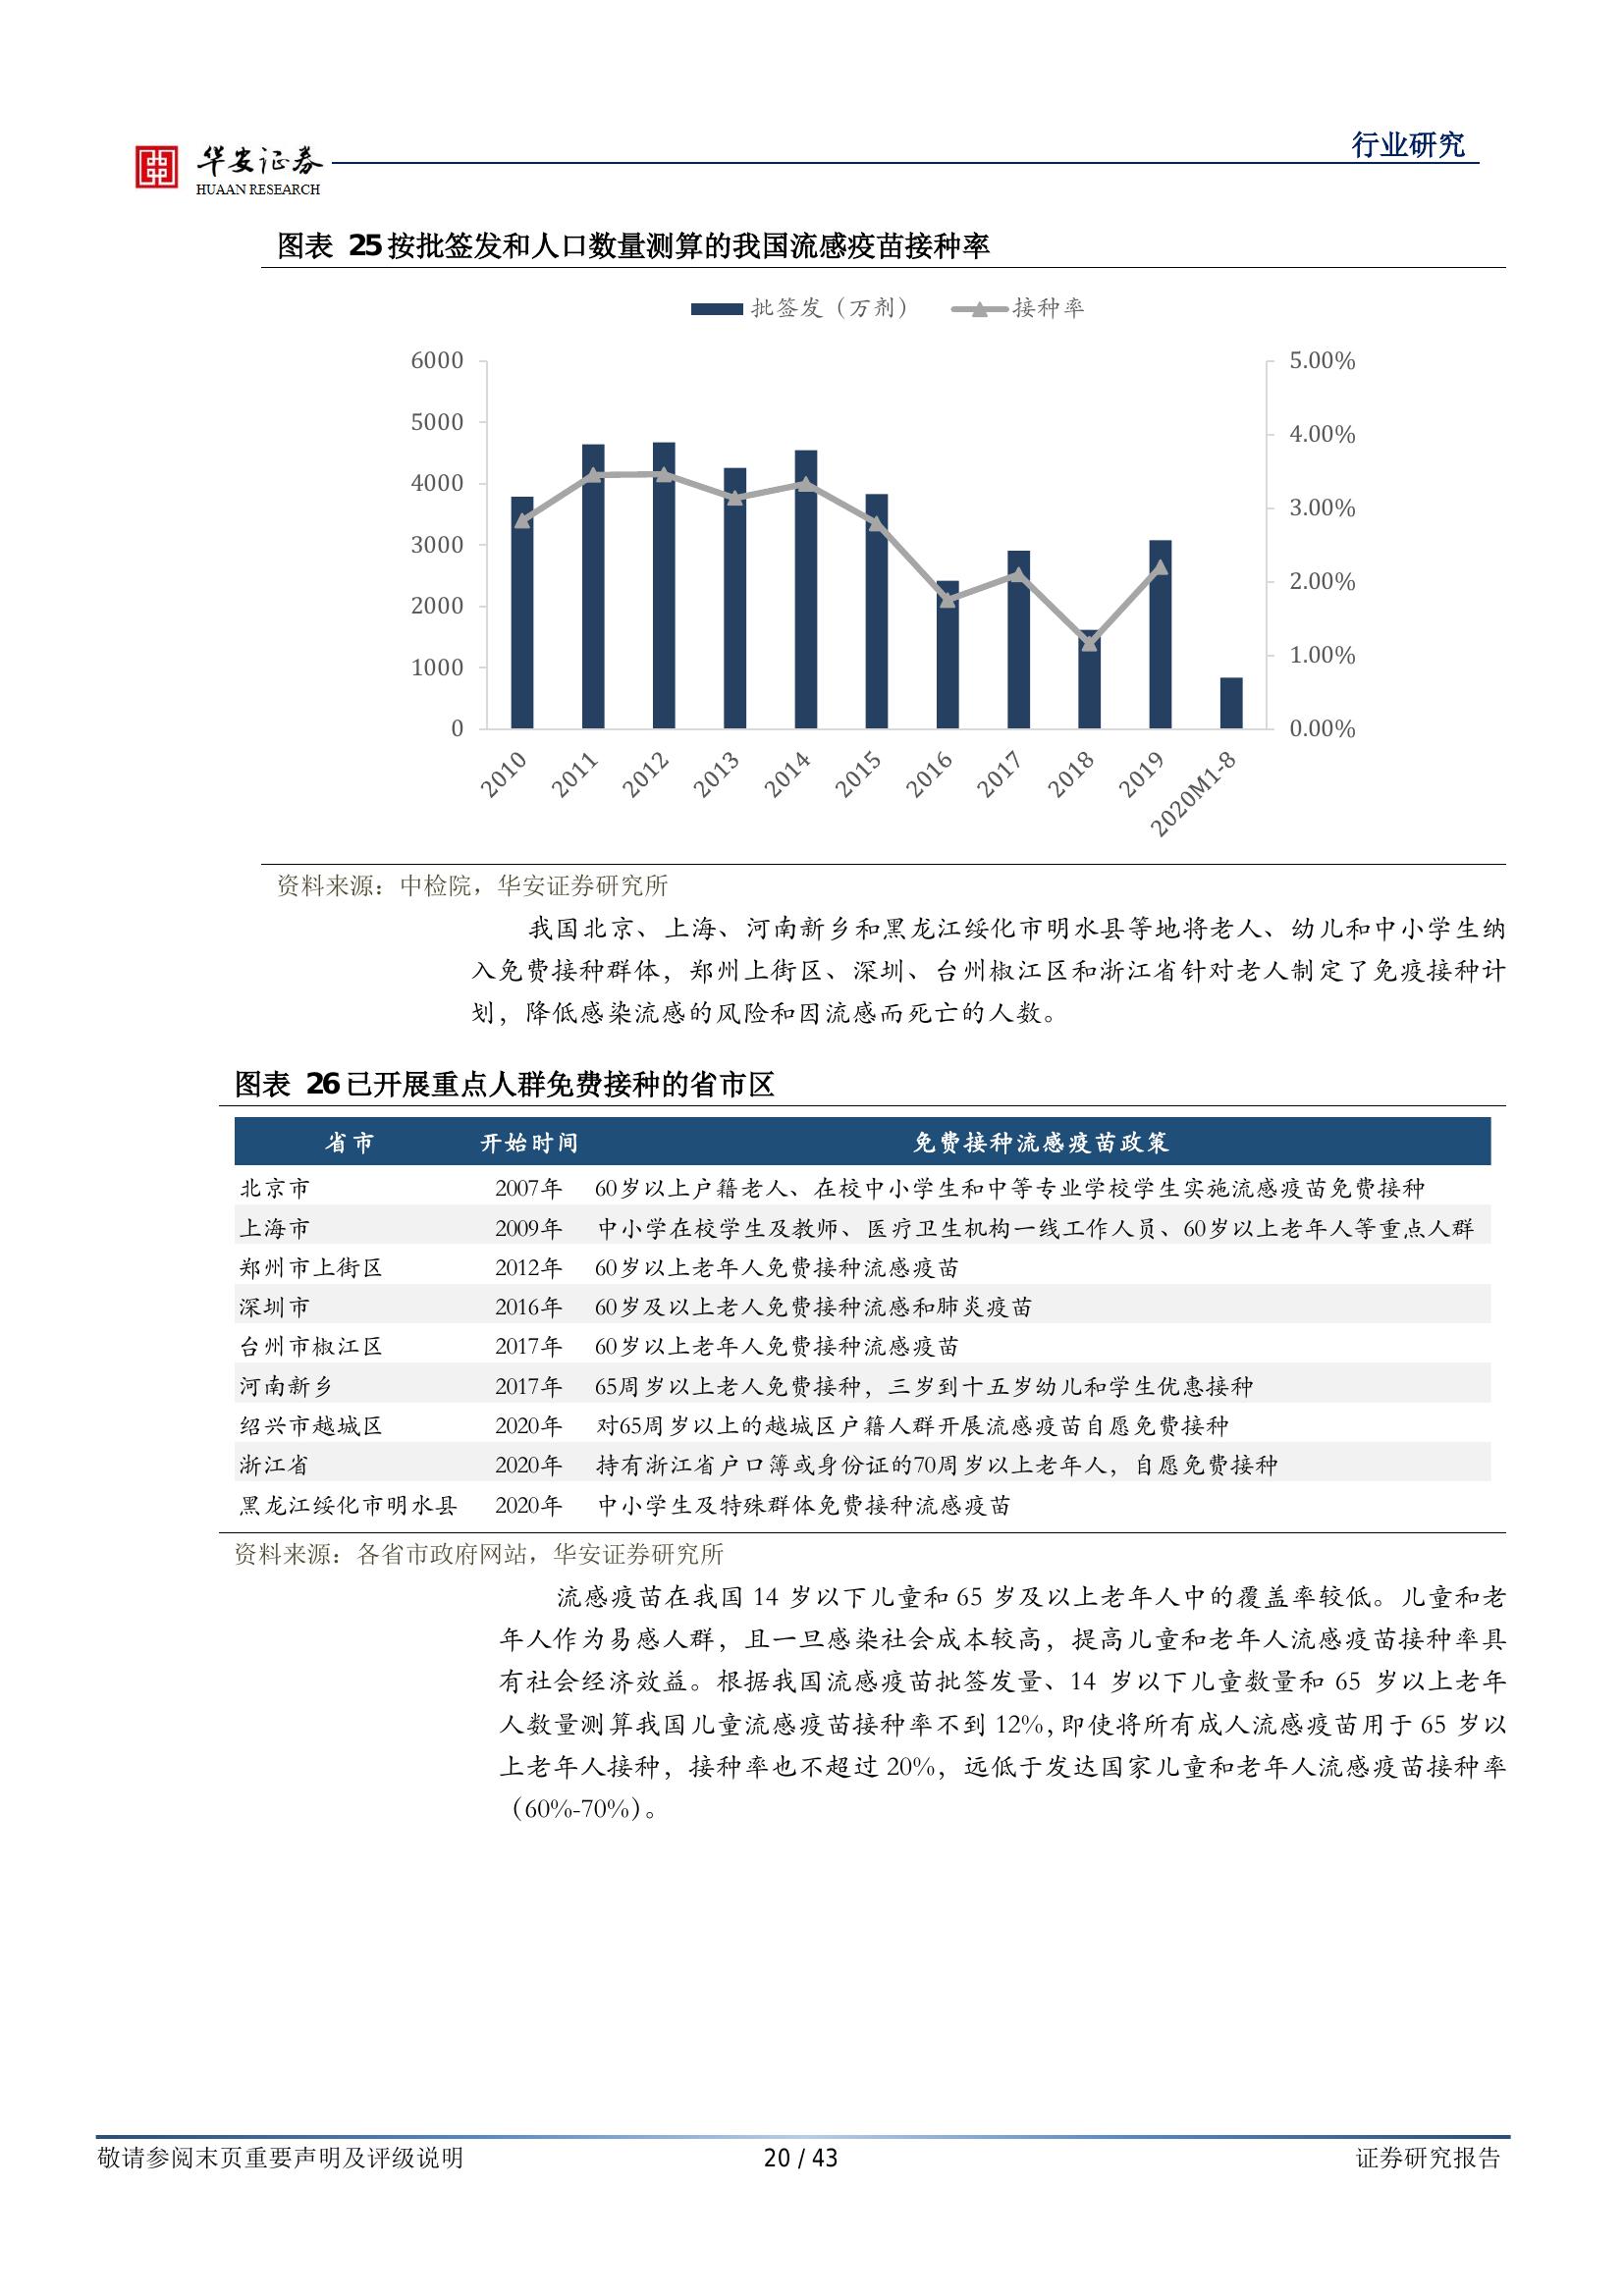 华安证券
HUAAN RESEARCH
行业研究
图表 25 按批签发和人口数量测算的我国流感疫苗接种率
批签发（万剂） 接种率
6000
5000
4000
3000
2000
1000
0
5.00%
4.00%
3.00%
2.00%
1.00%
0.00%
2010 2011 2012 2013 2014 2015 2016 2017 2018 2019 2020M1-8
资料来源：中检院，华安证券研究所
我国北京、上海、河南新乡和黑龙江绥化市明水县等地将老人、幼儿和中小学生纳
入免费接种群体，郑州上街区、深圳、台州椒江区和浙江省针对老人制定了免疫接种计
划，降低感染流感的风险和因流感而死亡的人数。
图表 26 已开展重点人群免费接种的省市区
省市 开始时间 免费接种流感疫苗政策
北京市 2007年 60岁以上户籍老人、在校中小学生和中等专业学校学生实施流感疫苗免费接种
上海市 2009年 中小学在校学生及教师、医疗卫生机构一线工作人员、60岁以上老年人等重点人群
郑州市上街区 2012年 60岁以上老年人免费接种流感疫苗
深圳市 2016年 60岁及以上老人免费接种流感和肺炎疫苗
台州市椒江区 2017年 60岁以上老年人免费接种流感疫苗
河南新乡 2017年 65周岁以上老人免费接种，三岁到十五岁幼儿和学生优惠接种
绍兴市越城区 2020年 对65周岁以上的越城区户籍人群开展流感疫苗自愿免费接种
浙江省 2020年 持有浙江省户口簿或身份证的70周岁以上老年人，自愿免费接种
黑龙江绥化市明水县 2020年 中小学生及特殊群体免费接种流感疫苗
资料来源：各省市政府网站，华安证券研究所
流感疫苗在我国 14 岁以下儿童和 65 岁及以上老年人中的覆盖率较低。儿童和老
年人作为易感人群，且一旦感染社会成本较高，提高儿童和老年人流感疫苗接种率具
有社会经济效益。根据我国流感疫苗批签发量、14 岁以下儿童数量和 65 岁以上老年
人数量测算我国儿童流感疫苗接种率不到 12%，即使将所有成人流感疫苗用于 65 岁以
上老年人接种，接种率也不超过 20%，远低于发达国家儿童和老年人流感疫苗接种率
（60%-70%）。
敬请参阅末页重要声明及评级说明 20 / 43 证券研究报告